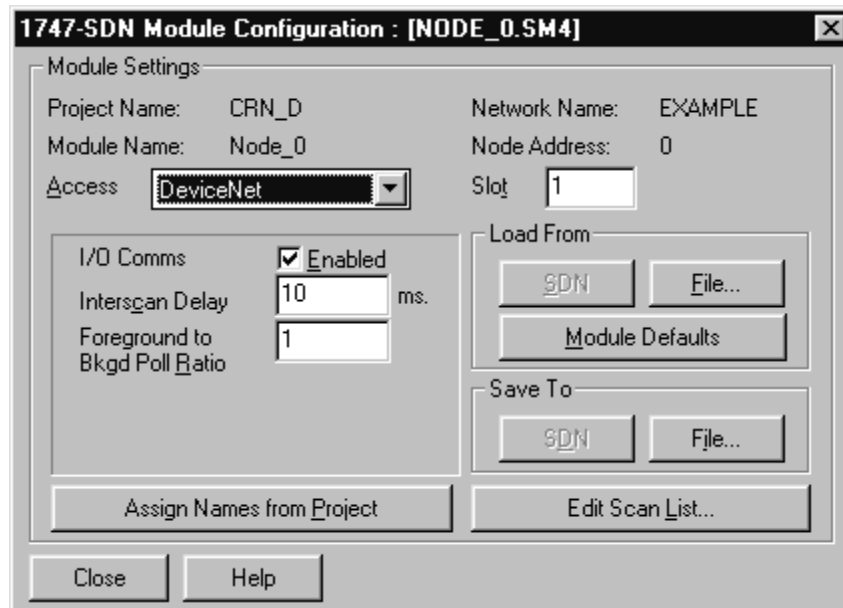 1747-SDN Module Configuration : [NODE_0.SM4]
Module Settings
Project Name: CRN_D Network Name: EXAMPLE
Module Name: Node_0 Node Address: 0
Access DeviceNet Slot 1
I/O Comms Enabled
Interscan Delay 10 ms.
Foreground to
Bkgd Poll Ratio 1
Load From
SDN File...
Module Defaults
Save To
SDN File...
Assign Names from Project Edit Scan List...
Close Help